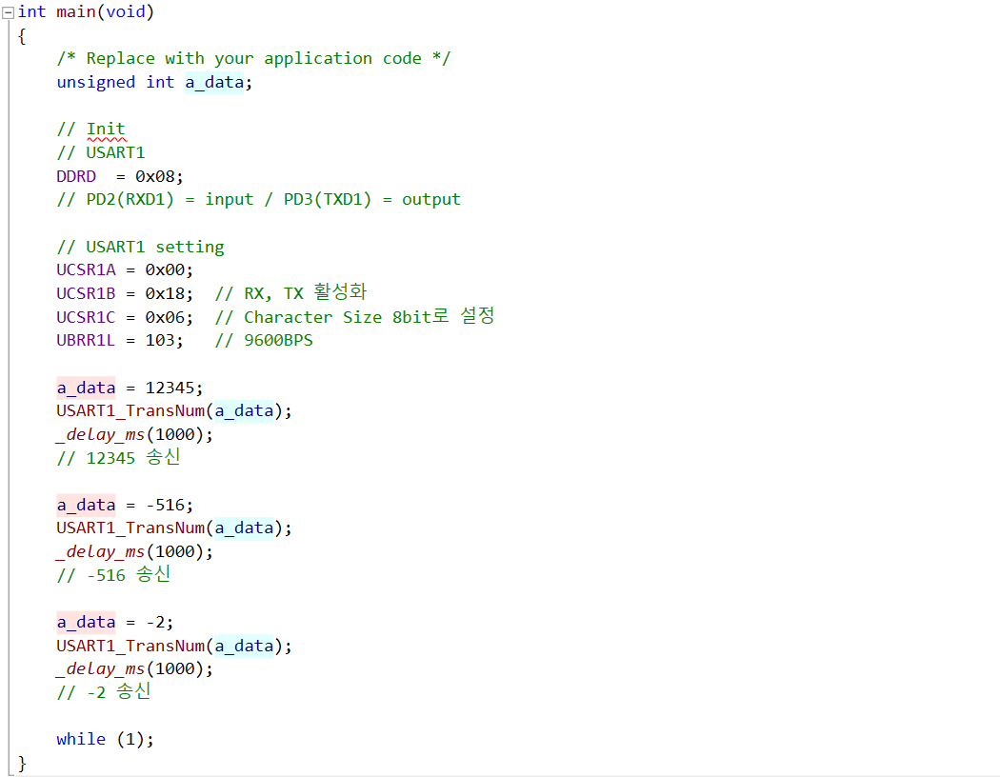 int main(void)
{
/* Replace with your application code */
unsigned int a_data;
// Init
// USART1
DDRD  = 0x08;
// PD2(RXD1) = input / PD3(TXD1) = output
// USART1 setting
UCSR1A = 0x00;
UCSR1B = 0x18;  // RX, TX 활성화
UCSR1C = 0x06;  // Character Size 8bit로 설정
UBRR1L = 103;   // 9600BPS
a_data = 12345;
USART1_TransNum(a_data);
_delay_ms(1000);
// 12345 송신
a_data = -516;
USART1_TransNum(a_data);
_delay_ms(1000);
// -516 송신
a_data = -2;
USART1_TransNum(a_data);
_delay_ms(1000);
// -2 송신
while (1);
}